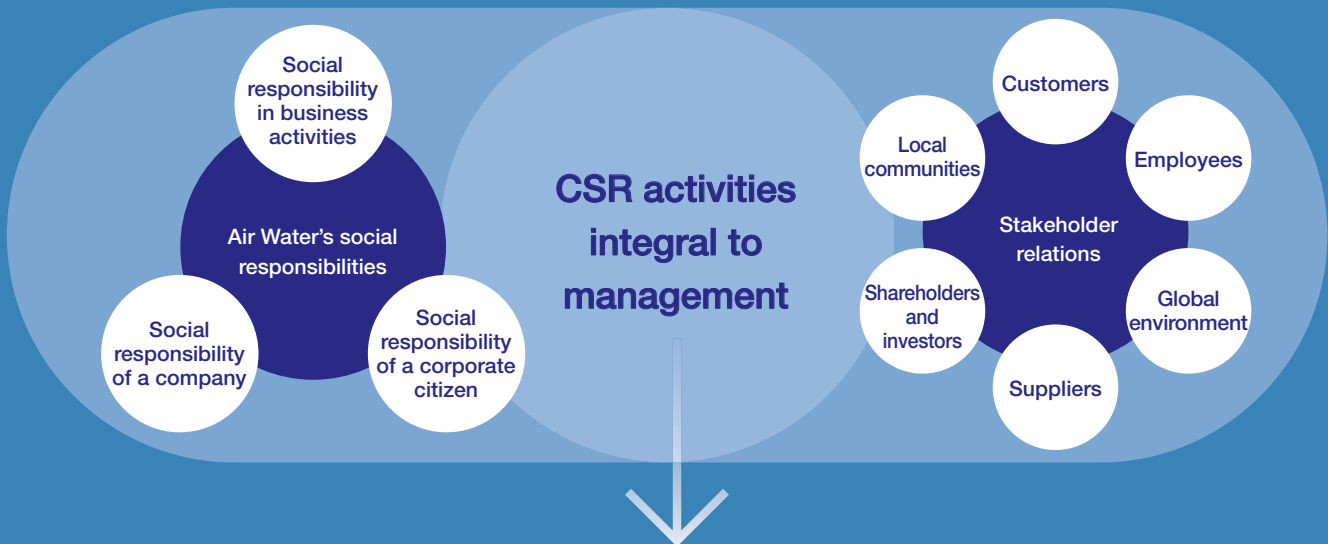 Social
responsibility
in business
activities
Air Water’s social
responsibilities
Social
responsibility
of a company
Social
responsibility
of a corporate
citizen
CSR activities
integral to
management
Customers
Local
communities
Employees
Stakeholder
relations
Shareholders
and
investors
Global
environment
Suppliers